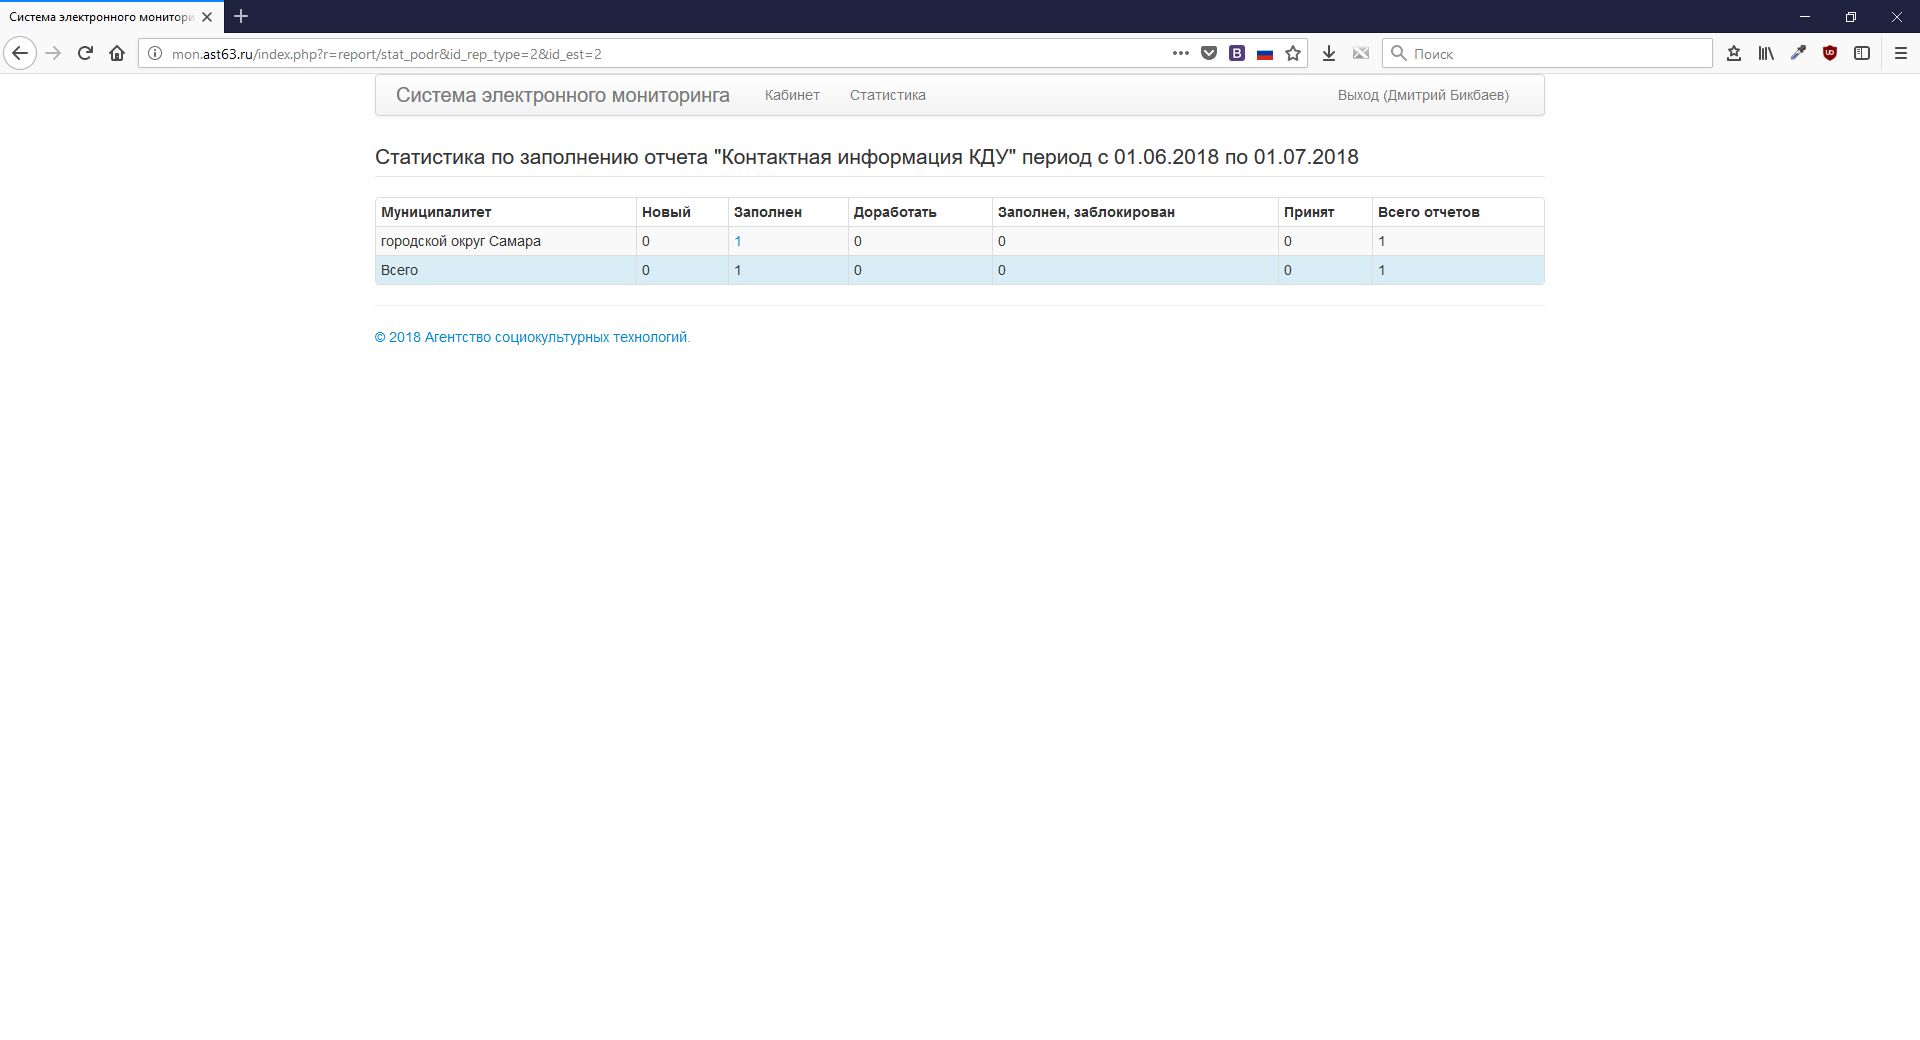 Система электронного монитори
mon.ast63.ru/index.php?r=report/stat_podr&id_rep_type=2&id_est=2
Поиск
Система электронного мониторинга Кабинет Статистика Выход (Дмитрий Бикбаев)
Статистика по заполнению отчета "Контактная информация КДУ" период с 01.06.2018 по 01.07.2018
Муниципалитет Новый Заполнен Доработать Заполнен, заблокирован Принят Всего отчетов
городской округ Самара 0 1 0 0 0 1
Всего 0 1 0 0 0 1
© 2018 Агентство социокультурных технологий.